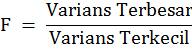 F = Varians Terbesar
Varians Terkecil